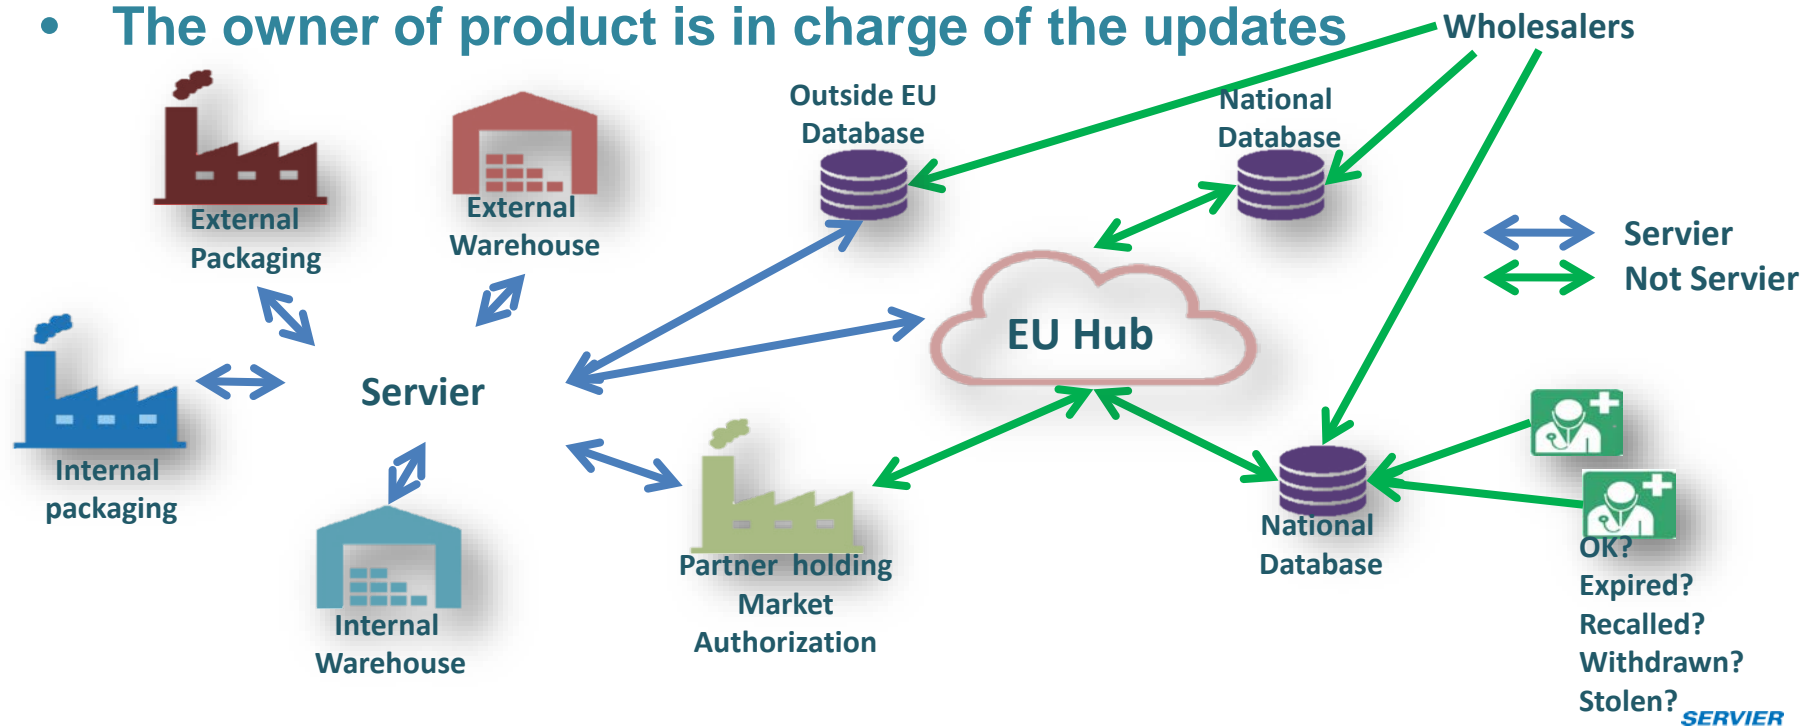 • The owner of product is in charge of the updates
Wholesalers
Outside EU
Database
National
Database
External
Packaging
External
Warehouse
Servier
Not Servier
EU Hub
Servier
Internal
packaging
National
Database
Partner holding
Market
Authorization
Internal
Warehouse
OK?
Expired?
Recalled?
Withdrawn?
Stolen?
SERVIER